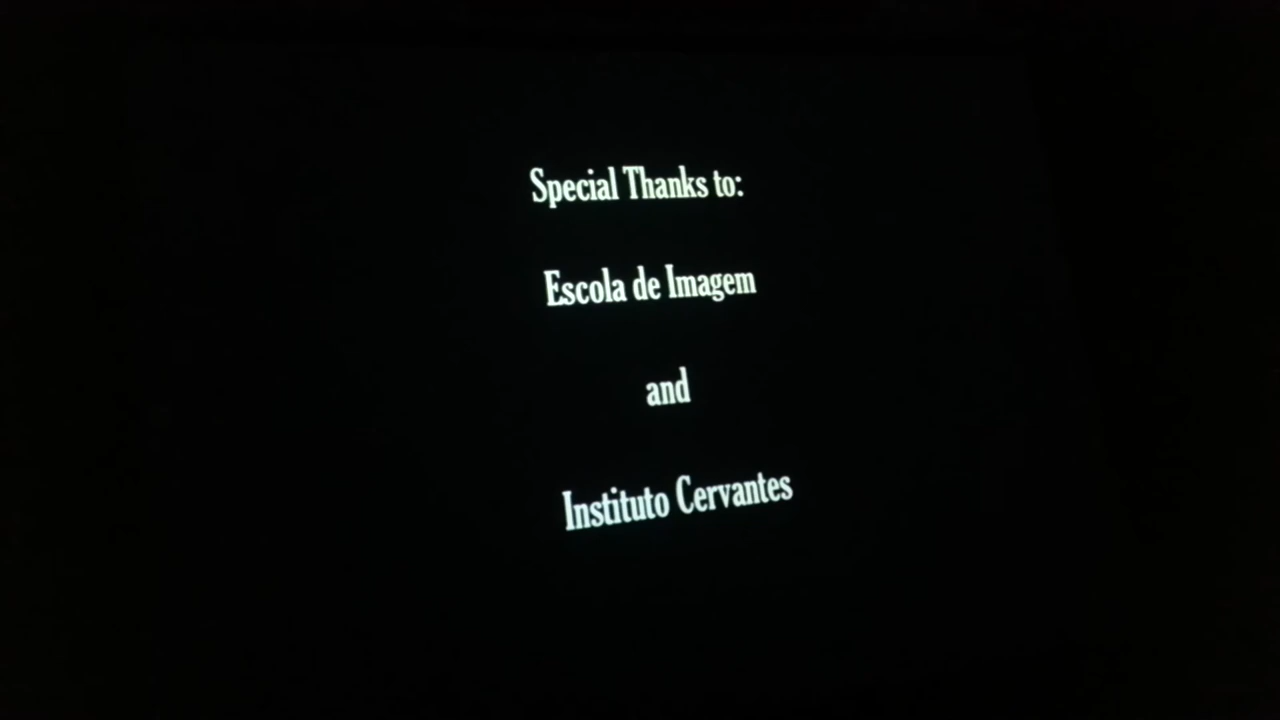 Special Thanks to:
Escola de Imagem
and
Instituto Cervantes